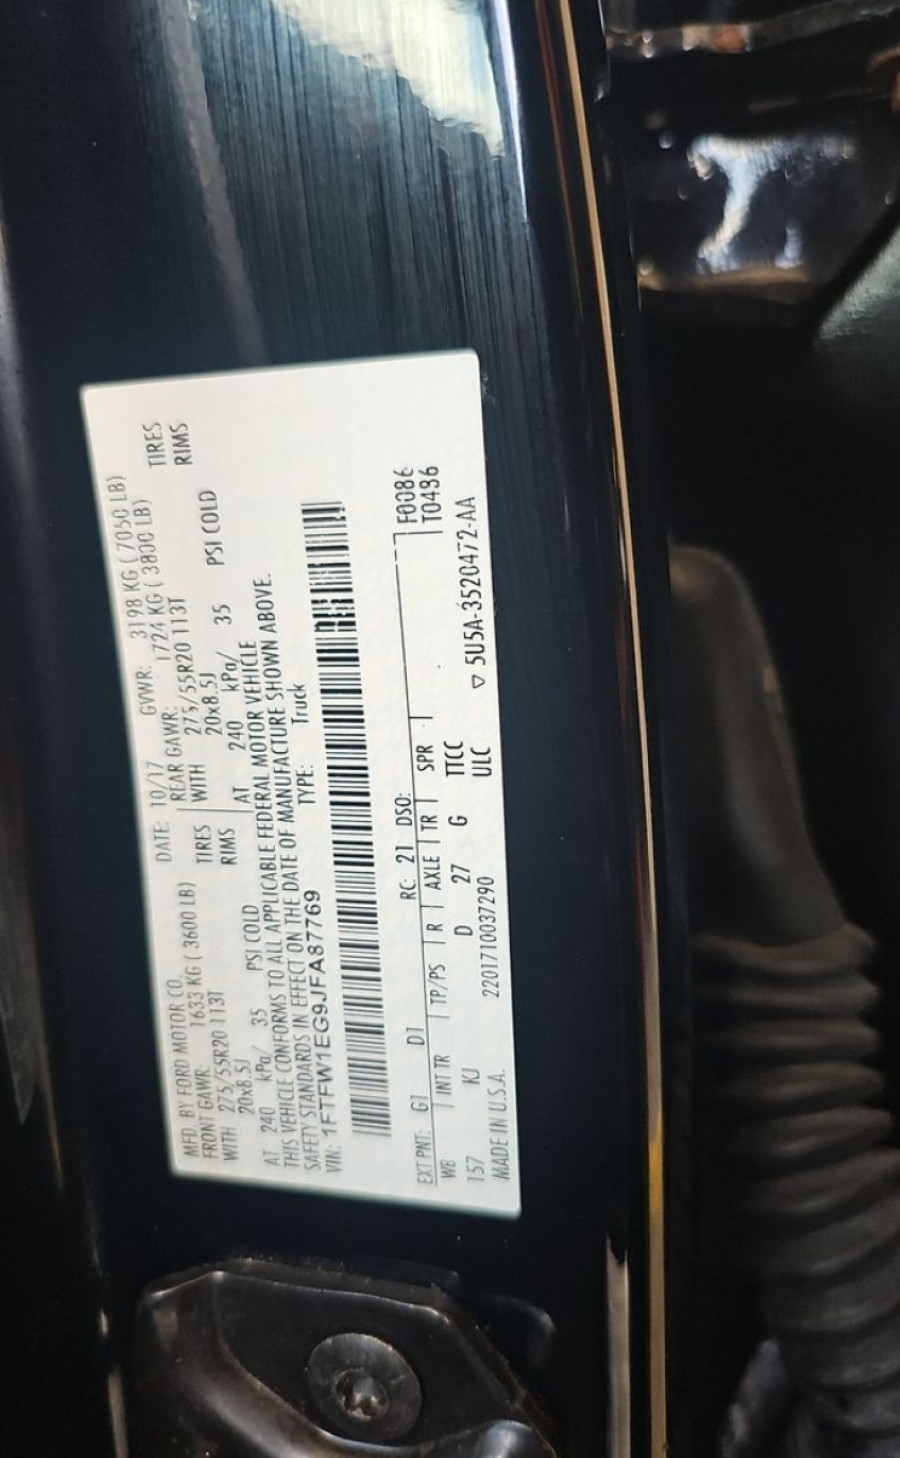 MFD. BY FORD MOTOR CO. DATE: 10/17 GVWR: 3198 KG ( 7050 LB)
FRONT GAWR: 1633 KG ( 3600 LB) REAR GAWR: 1724 KG ( 3800 LB)
WITH 275/55R20 113T TIRES WITH 275/55R20 113T TIRES
20x8.5J RIMS 20x8.5J RIMS
AT 240 kPa/ 35 PSI COLD AT 240 kPa/ 35 PSI COLD
THIS VEHICLE CONFORMS TO ALL APPLICABLE FEDERAL MOTOR VEHICLE
SAFETY STANDARDS IN EFFECT ON THE DATE OF MANUFACTURE SHOWN ABOVE.
VIN: 1FTFW1EG9JFA87769 TYPE: Truck
EXT PNT: G1 D1 RC: 21 DSO: F0086
WB INT TR TP/PS R AXLE TR SPR T0436
157 KJ D 27 G TTCC
MADE IN U.S.A. 2201710037290 ULC ▽ 5U5A-3520472-AA